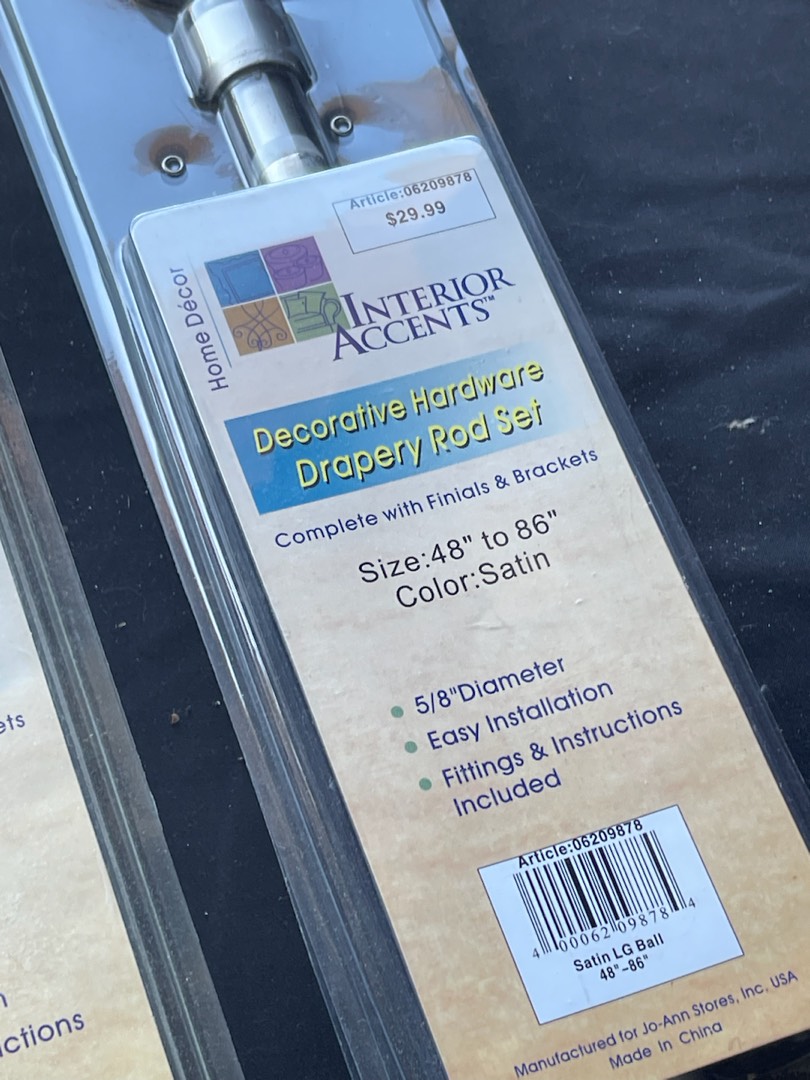 Article:06209878
$29.99
Home Décor
INTERIOR
ACCENTS™
Decorative Hardware
Drapery Rod Set
Complete with Finials & Brackets
Size:48" to 86"
Color:Satin
• 5/8"Diameter
• Easy Installation
• Fittings & Instructions
Included
Article:06209878
4 00062 09878 4
Satin LG Ball
48"-86"
Manufactured for Jo-Ann Stores, Inc. USA
Made In China
ets
n
ctions